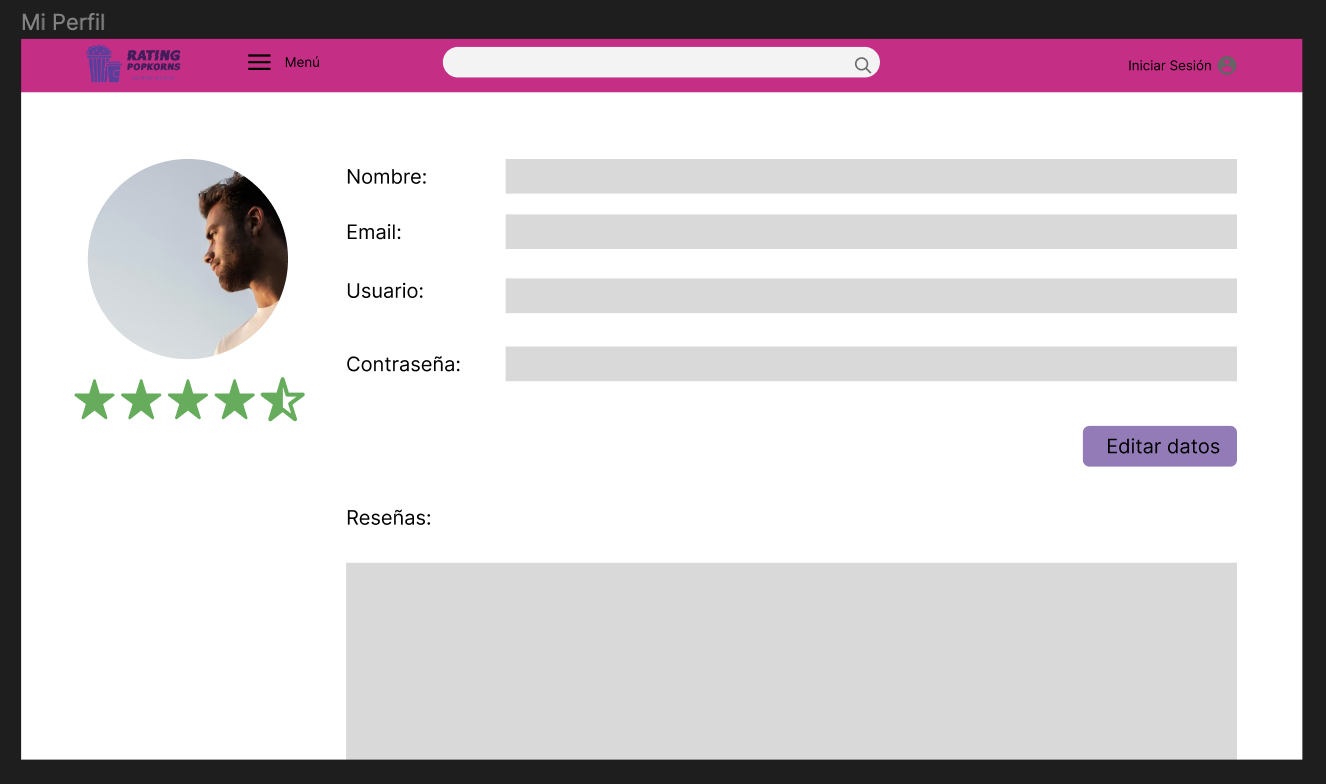 Mi Perfil
RATING
POPKORNS
Menú
Iniciar Sesión
Nombre:
Email:
Usuario:
Contraseña:
Editar datos
Reseñas: